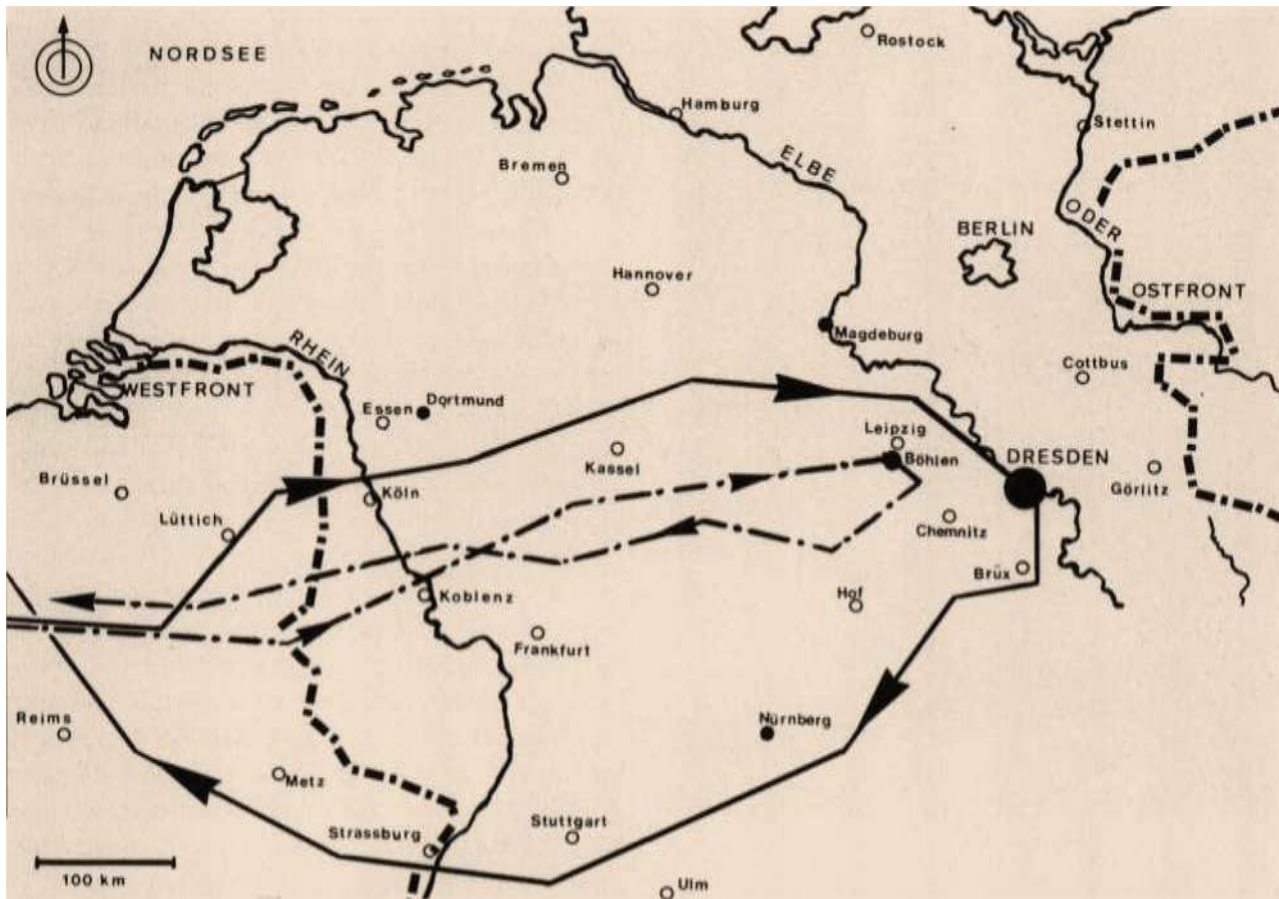 NORDSEE
Rostock
Hamburg
Stettin
ELBE
Bremen
ODER
BERLIN
Hannover
OSTFRONT
Magdeburg
RHEIN
WESTFRONT
Cottbus
Essen
Dortmund
Leipzig
Kassel
Böhlen
DRESDEN
Brüssel
Köln
Görlitz
Lüttich
Chemnitz
Brüx
Koblenz
Hof
Frankfurt
Reims
Nürnberg
Metz
Strassburg
Stuttgart
100 km
Ulm